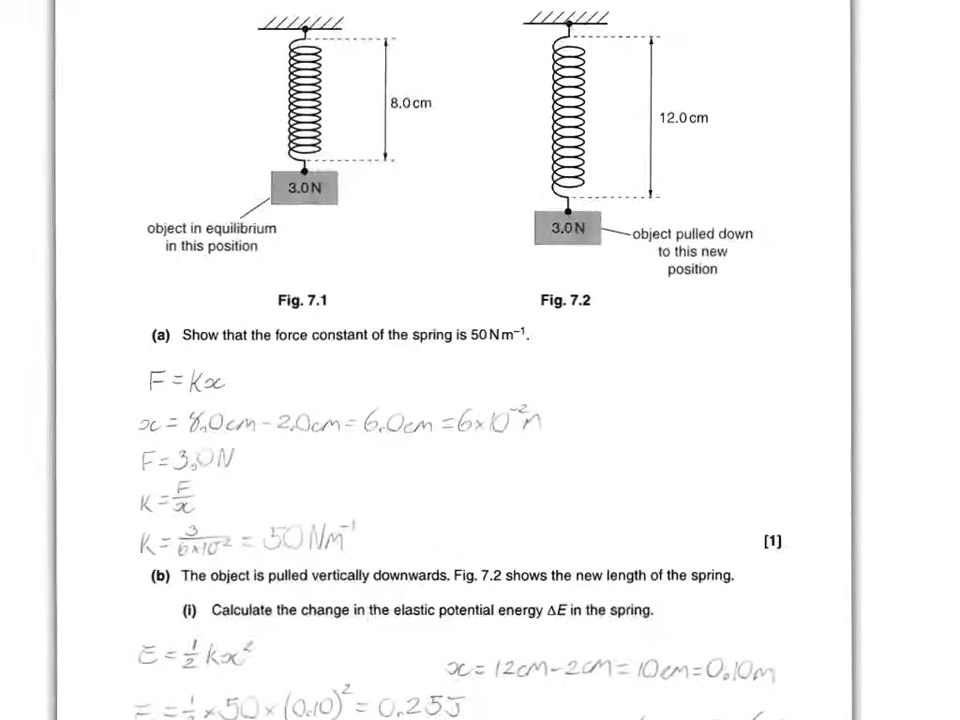 8.0 cm
12.0 cm
3.0 N
3.0 N
object in equilibrium
in this position
object pulled down
to this new
position
Fig. 7.1
Fig. 7.2
(a) Show that the force constant of the spring is 50 N m⁻¹.
F = kx
x = 8.0cm - 2.0cm = 6.0cm = 6×10⁻²m
F = 3.0N
K = F/x
K = 3/6×10⁻² = 50 Nm⁻¹
[1]
(b) The object is pulled vertically downwards. Fig. 7.2 shows the new length of the spring.
(i) Calculate the change in the elastic potential energy ΔE in the spring.
E = ½ kx²
x = 12cm - 2cm = 10cm = 0.10m
E = ½ × 50 × (0.10)² = 0.25J